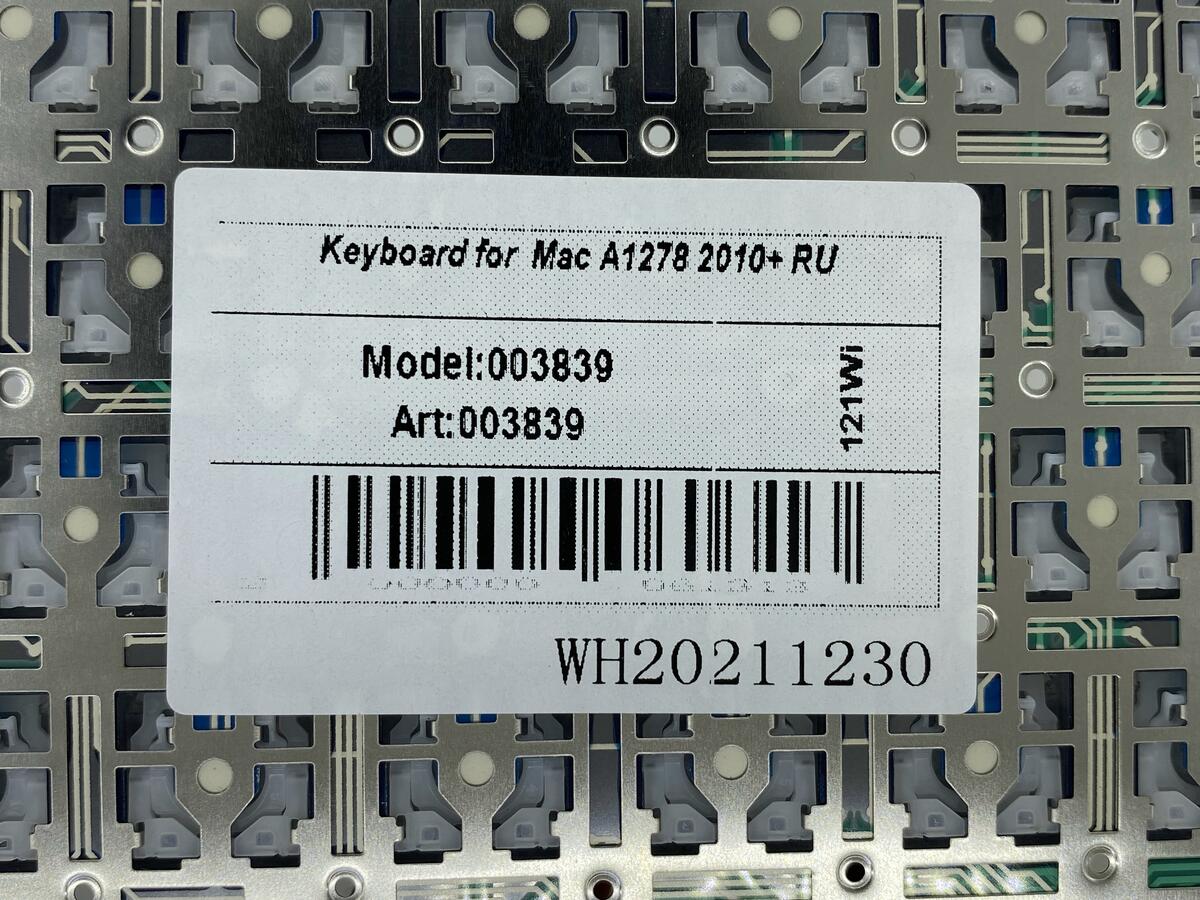 Keyboard for Mac A1278 2010+ RU
Model:003839
Art:003839
121Wi
WH20211230